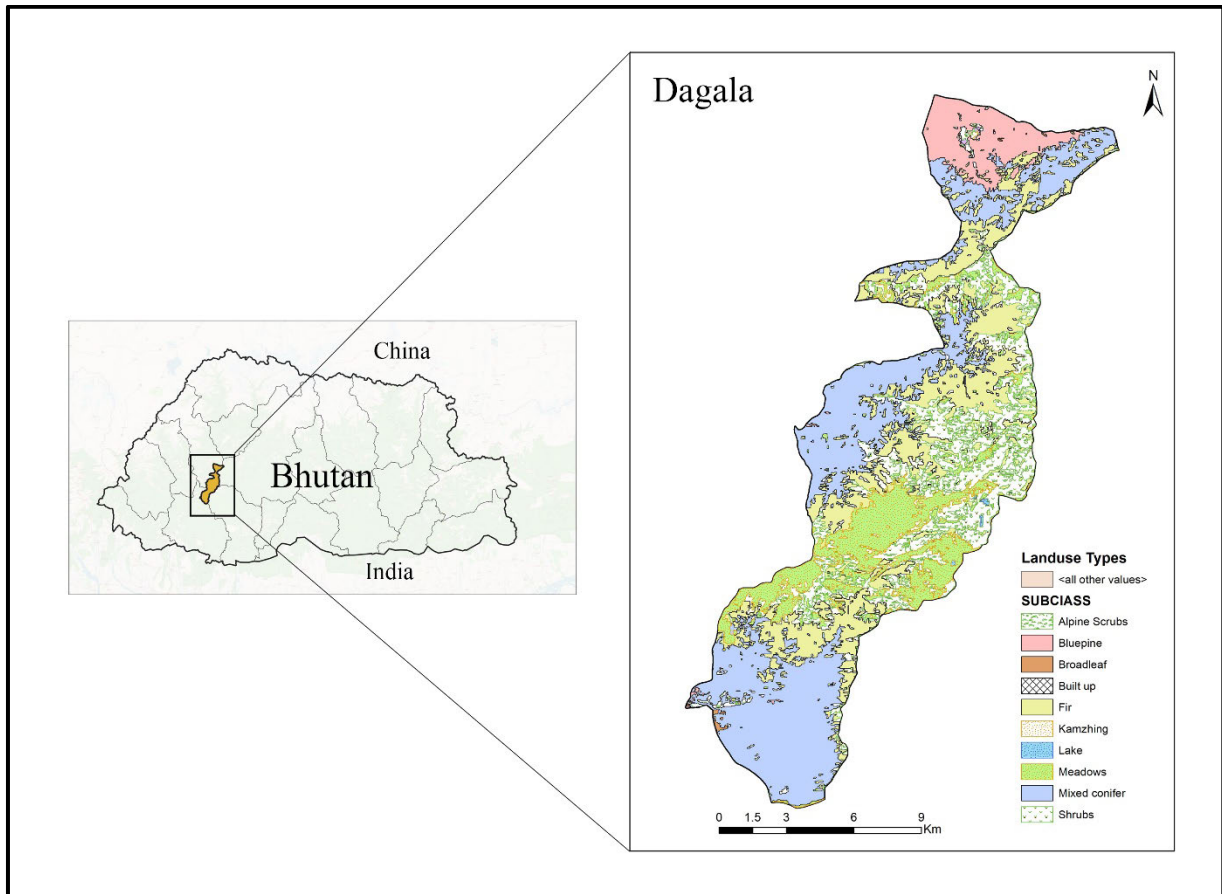 Dagala
N
China
Bhutan
India
Landuse Types
<all other values>
SUBCLASS
Alpine Scrubs
Bluepine
Broadleaf
Built up
Fir
Kamzhing
Lake
Meadows
Mixed conifer
Shrubs
0 1.5 3 6 9
Km